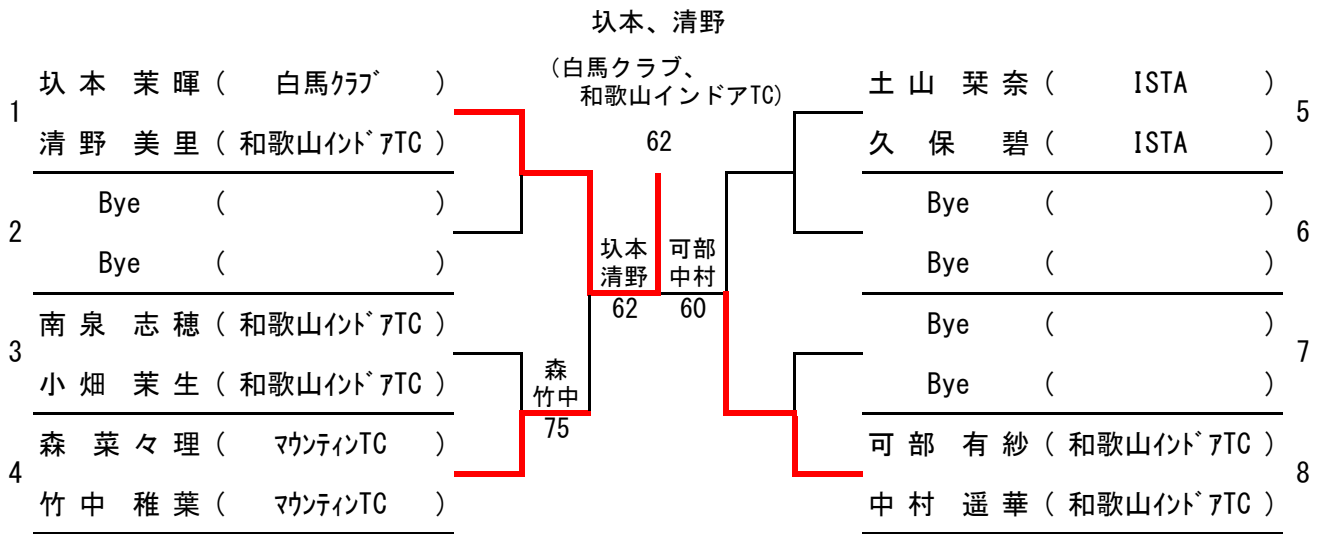 圦本、清野
(白馬クラブ、
和歌山インドアTC)
62
1
圦本 茉暉 ( 白馬ｸﾗﾌﾞ )
清野 美里 ( 和歌山ｲﾝﾄﾞｱTC )
2
Bye ( )
Bye ( )
3
南泉 志穂 ( 和歌山ｲﾝﾄﾞｱTC )
小畑 茉生 ( 和歌山ｲﾝﾄﾞｱTC )
4
森 菜々理 ( ﾏｳﾝﾃｨﾝTC )
竹中 稚葉 ( ﾏｳﾝﾃｨﾝTC )
森
竹中
75
圦本
清野
62
可部
中村
60
土山 栞奈 ( ISTA )
久保 碧 ( ISTA )
5
Bye ( )
Bye ( )
6
Bye ( )
Bye ( )
7
可部 有紗 ( 和歌山ｲﾝﾄﾞｱTC )
中村 遥華 ( 和歌山ｲﾝﾄﾞｱTC )
8